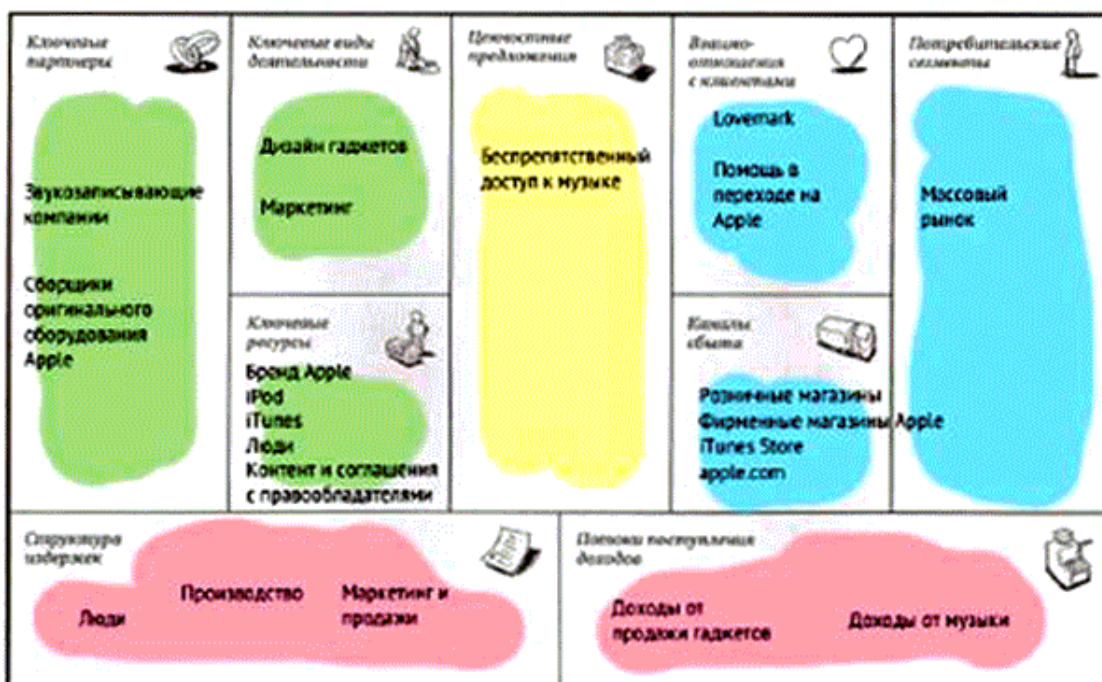 Ключевые
партнеры
Звукозаписывающие
компании
Сборщики
оригинального
оборудования
Apple
Ключевые виды
деятельности
Дизайн гаджетов
Маркетинг
Ключевые
ресурсы
Бренд Apple
iPod
iTunes
Люди
Контент и соглашения
с правообладателями
Ценностные
предложения
Беспрепятственный
доступ к музыке
Взаимо-
отношения
с клиентами
Lovemark
Помощь в
переходе на
Apple
Каналы
сбыта
Розничные магазины
Фирменные магазины Apple
iTunes Store
apple.com
Потребительские
сегменты
Массовый
рынок
Структура
издержек
Люди
Производство
Маркетинг и
продажи
Потоки поступления
доходов
Доходы от
продажи гаджетов
Доходы от музыки